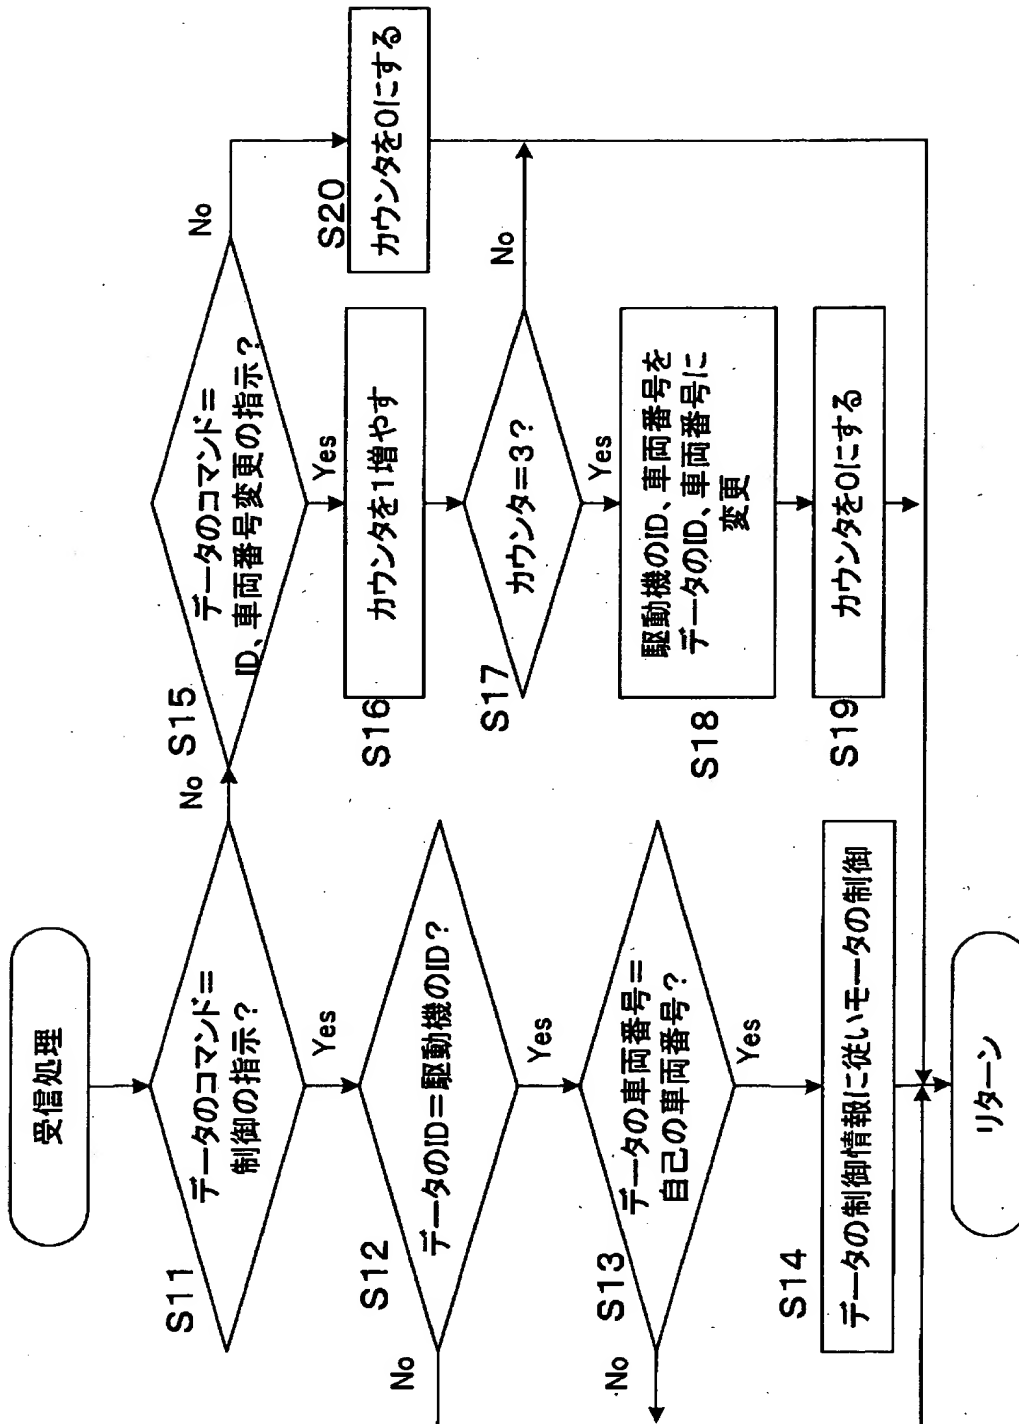 受信処理
S11
データのコマンド=
制御の指示?
No
Yes
S12
データのID=駆動機のID?
No
Yes
S13
データの車両番号=
自己の車両番号?
No
Yes
S14
データの制御情報に従いモータの制御
リターン
S15
データのコマンド=
ID、車両番号変更の指示?
No
Yes
S16
カウンタを1増やす
S17
カウンタ=3?
No
Yes
S18
駆動機のID、車両番号を
データのID、車両番号に
変更
S19
カウンタを0にする
S20
カウンタを0にする